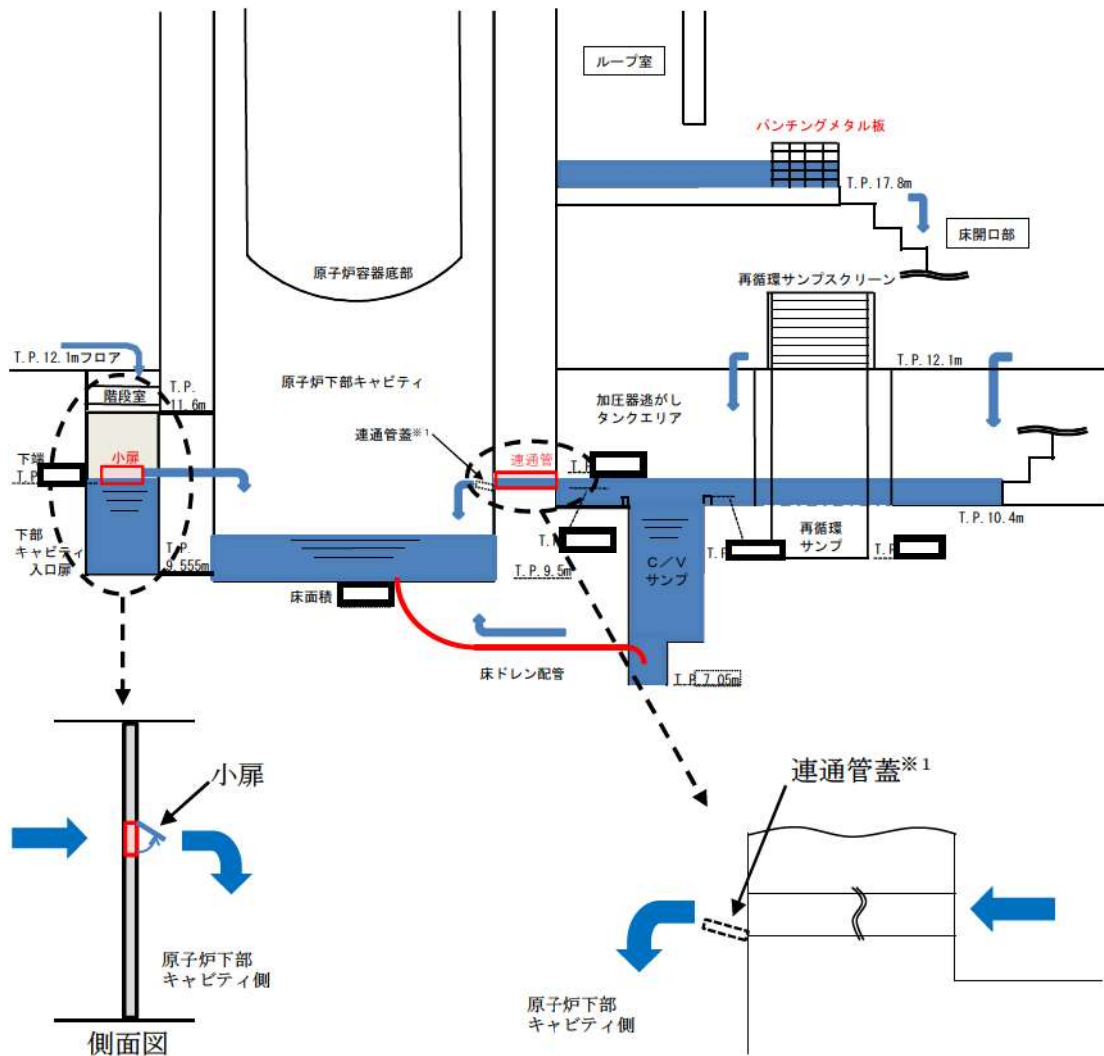 ループ室
パンチングメタル板
T.P.17.8m
床開口部
再循環サンプスクリーン
原子炉容器底部
T.P.12.1mフロア
階段室
T.P.
11.6m
T.P.12.1m
原子炉下部キャビティ
加圧器逃がし
タンクエリア
連通管蓋※1
連通管
下端
T.P
小扉
T.P
下部
キャビティ
入口扉
T.P.
9.555m
T.P.9.5m
C/V
サンプ
T.P
再循環
サンプ
T.P
T.P.10.4m
床面積
床ドレン配管
T.P.7.05m
小扉
原子炉下部
キャビティ側
側面図
連通管蓋※1
原子炉下部
キャビティ側